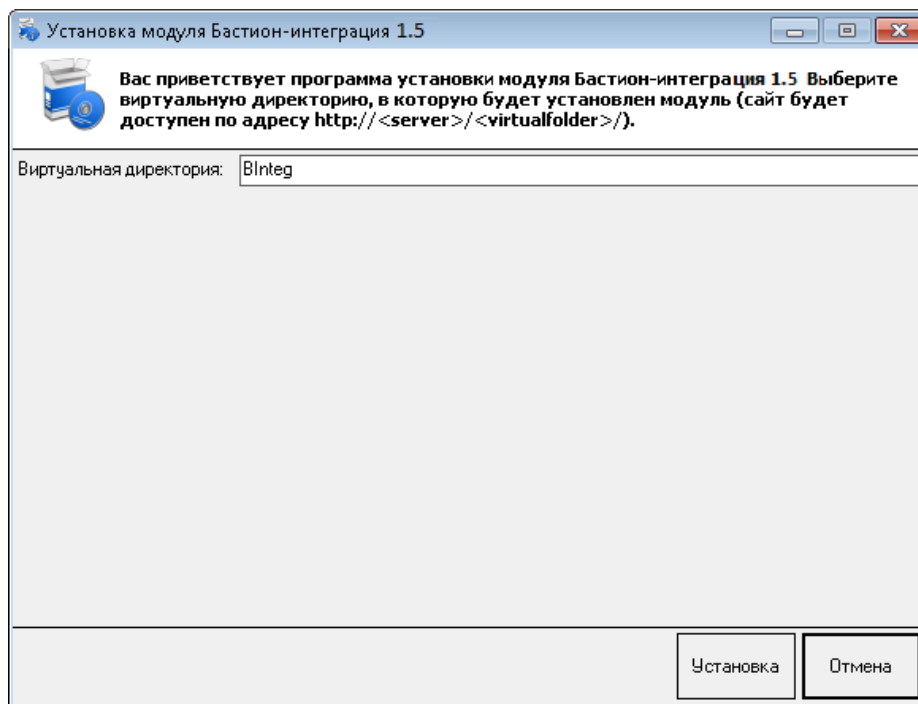 Установка модуля Бастион-интеграция 1.5
Вас приветствует программа установки модуля Бастион-интеграция 1.5 Выберите
виртуальную директорию, в которую будет установлен модуль (сайт будет
доступен по адресу http://<server>/<virtualfolder>/).
Виртуальная директория: BInteg
Установка Отмена